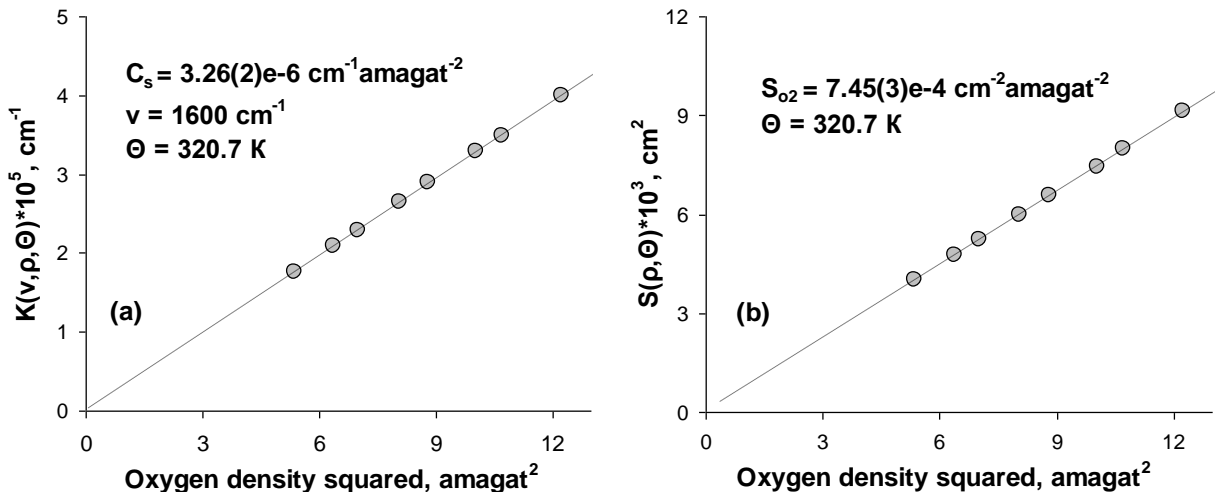 5
4
3
2
1
0
K(ν,ρ,Θ)*10⁵, cm⁻¹
Cₛ = 3.26(2)e-6 cm⁻¹amagat⁻²
ν = 1600 cm⁻¹
Θ = 320.7 K
(a)
0 3 6 9 12
Oxygen density squared, amagat²
12
9
6
3
0
S(ρ,Θ)*10³, cm²
Sₒ₂ = 7.45(3)e-4 cm⁻²amagat⁻²
Θ = 320.7 K
(b)
0 3 6 9 12
Oxygen density squared, amagat²